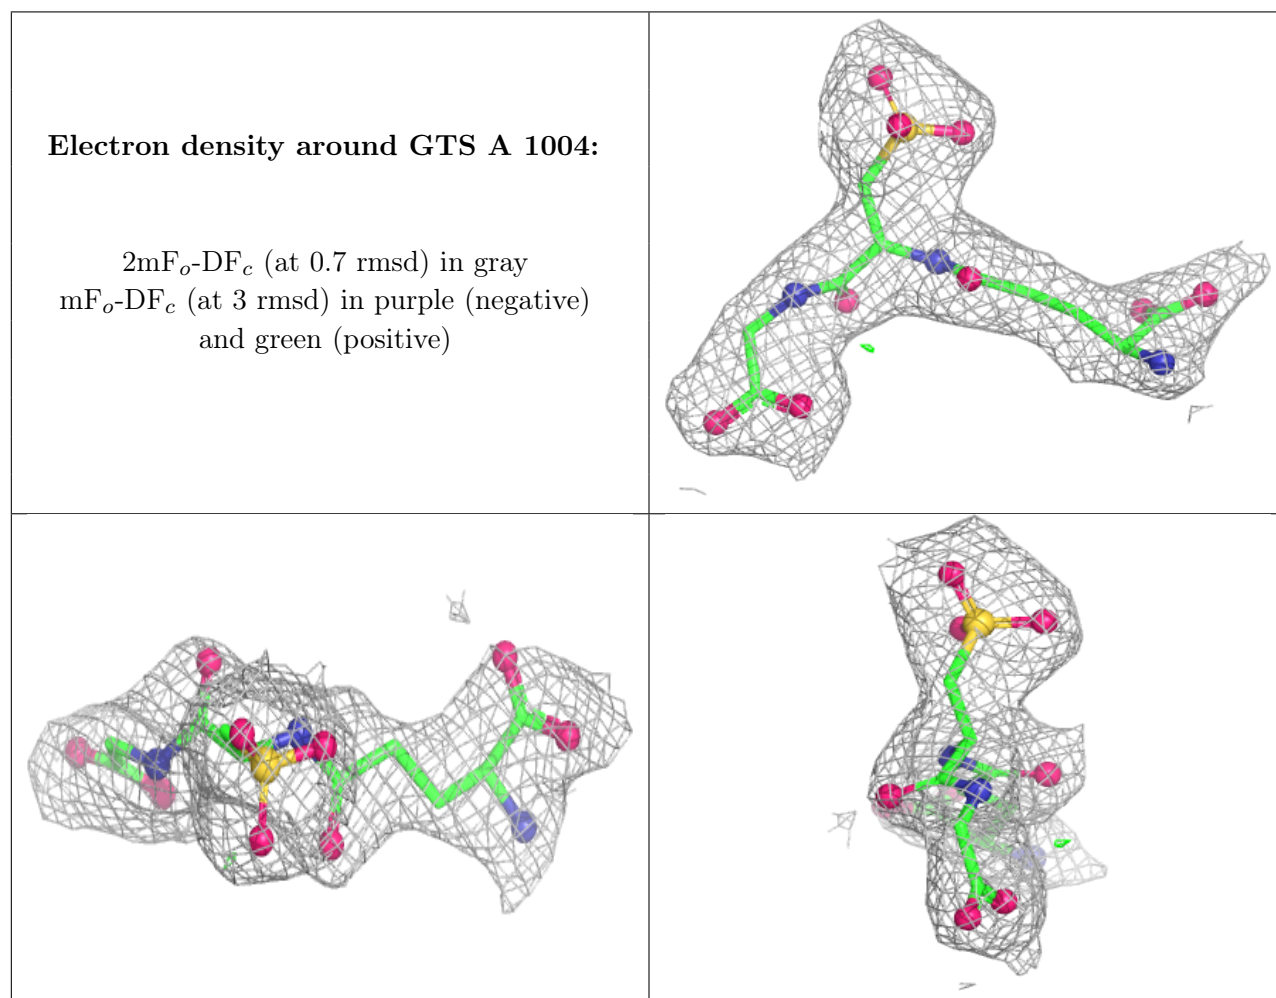 Electron density around GTS A 1004:
2mFo-DFc (at 0.7 rmsd) in gray
mFo-DFc (at 3 rmsd) in purple (negative)
and green (positive)